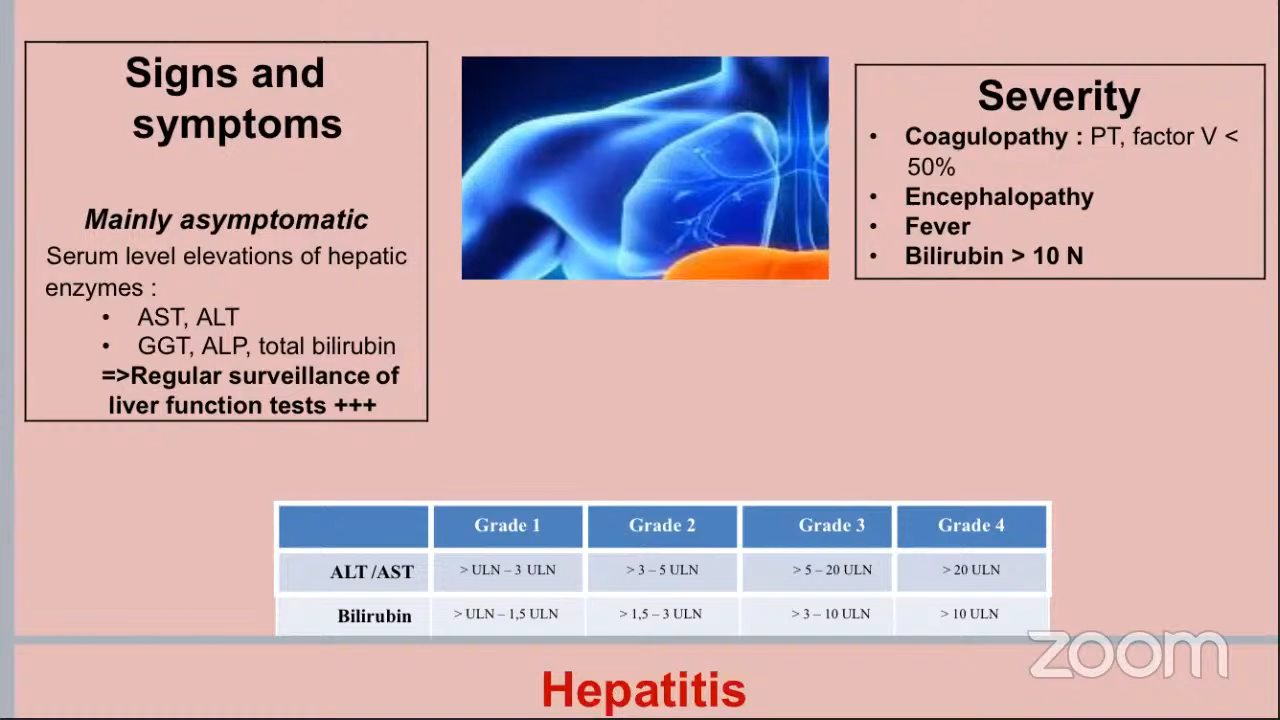 Signs and
symptoms
Mainly asymptomatic
Serum level elevations of hepatic
enzymes :
• AST, ALT
• GGT, ALP, total bilirubin
=>Regular surveillance of
liver function tests +++
Severity
• Coagulopathy : PT, factor V <
50%
• Encephalopathy
• Fever
• Bilirubin > 10 N
Grade 1 Grade 2 Grade 3 Grade 4
ALT /AST > ULN – 3 ULN > 3 – 5 ULN > 5 – 20 ULN > 20 ULN
Bilirubin > ULN – 1,5 ULN > 1,5 – 3 ULN > 3 – 10 ULN > 10 ULN
zoom
Hepatitis